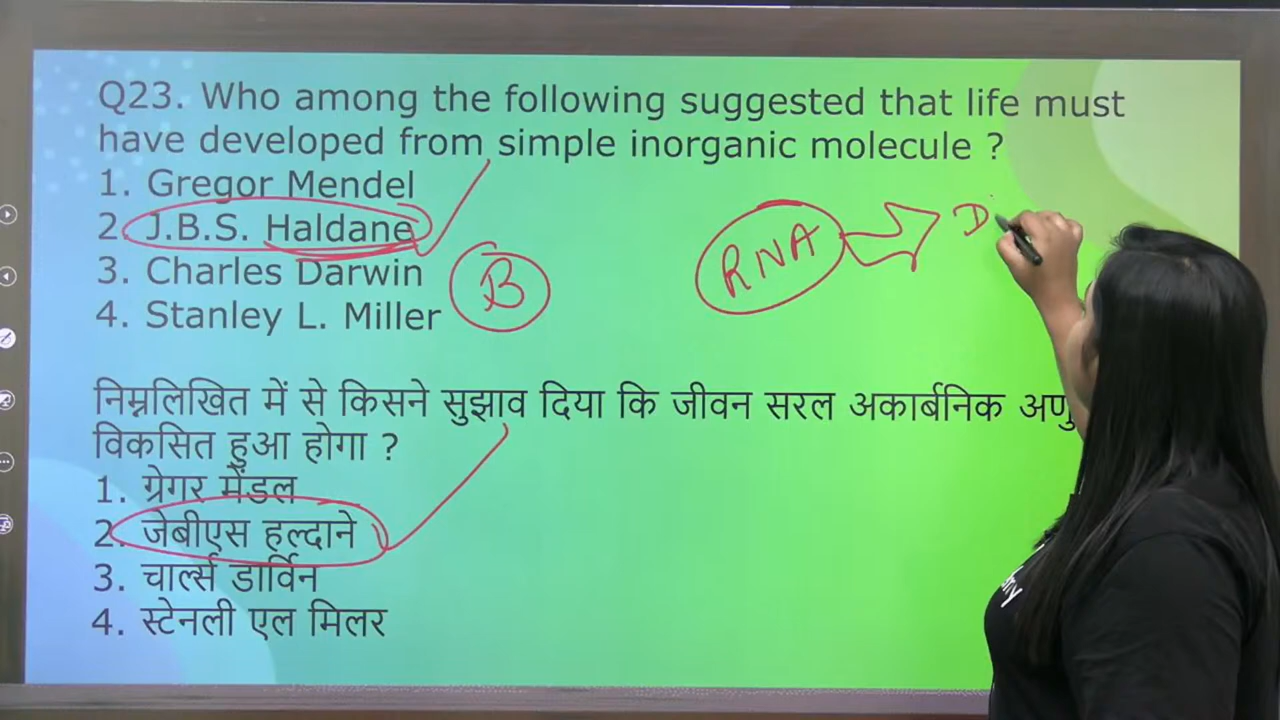 Q23. Who among the following suggested that life must
have developed from simple inorganic molecule ?
1. Gregor Mendel
2. J.B.S. Haldane
3. Charles Darwin
4. Stanley L. Miller
B
RNA
D
निम्नलिखित में से किसने सुझाव दिया कि जीवन सरल अकार्बनिक अणु
विकसित हुआ होगा ?
1. ग्रेगर मेंडल
2. जेबीएस हल्दाने
3. चार्ल्स डार्विन
4. स्टेनली एल मिलर